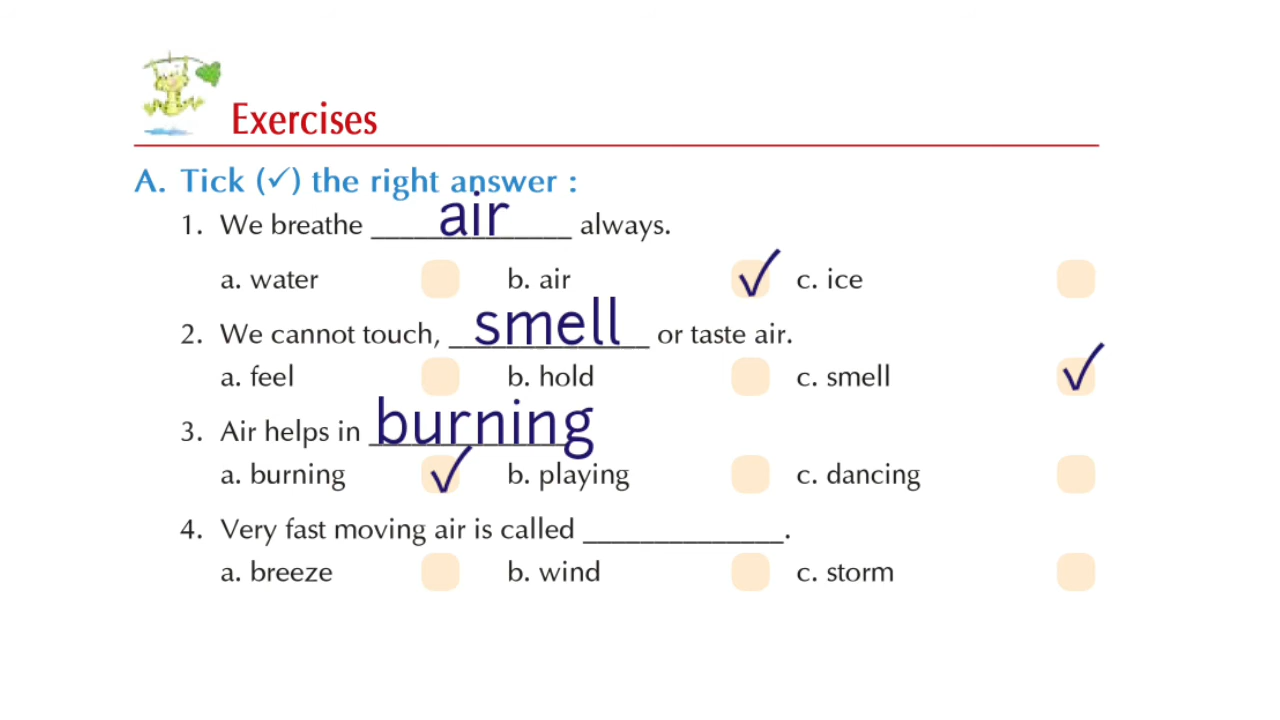 Exercises
A. Tick (✓) the right answer :
1. We breathe air always.
a. water b. air ✓ c. ice
2. We cannot touch, smell or taste air.
a. feel b. hold c. smell ✓
3. Air helps in burning
a. burning ✓ b. playing c. dancing
4. Very fast moving air is called ______________.
a. breeze b. wind c. storm